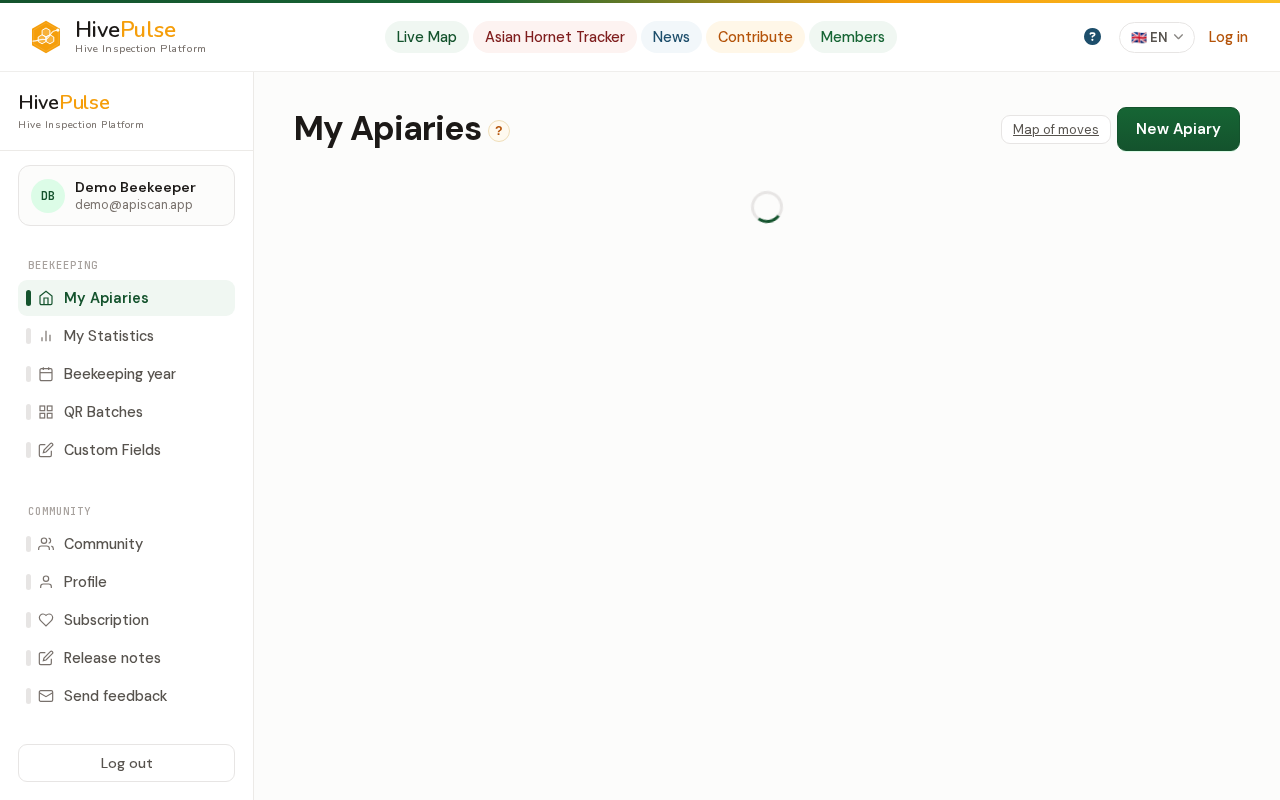 HivePulse
Hive Inspection Platform
Live Map
Asian Hornet Tracker
News
Contribute
Members
?
EN
Log in
HivePulse
Hive Inspection Platform
DB
Demo Beekeeper
demo@apiscan.app
BEEKEEPING
My Apiaries
My Statistics
Beekeeping year
QR Batches
Custom Fields
COMMUNITY
Community
Profile
Subscription
Release notes
Send feedback
Log out
My Apiaries ?
Map of moves
New Apiary